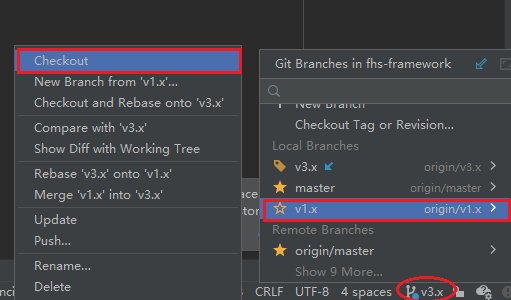 Checkout
New Branch from 'v1.x'...
Checkout and Rebase onto 'v3.x'
Compare with 'v3.x'
Show Diff with Working Tree
Rebase 'v3.x' onto 'v1.x'
Merge 'v1.x' into 'v3.x'
Update
Push...
Rename...
Delete
Git Branches in fhs-framework
New Branch
Checkout Tag or Revision...
Local Branches
v3.x origin/v3.x
master origin/master
v1.x origin/v1.x
Remote Branches
origin/master
Show 9 More...
CRLF UTF-8 4 spaces v3.x